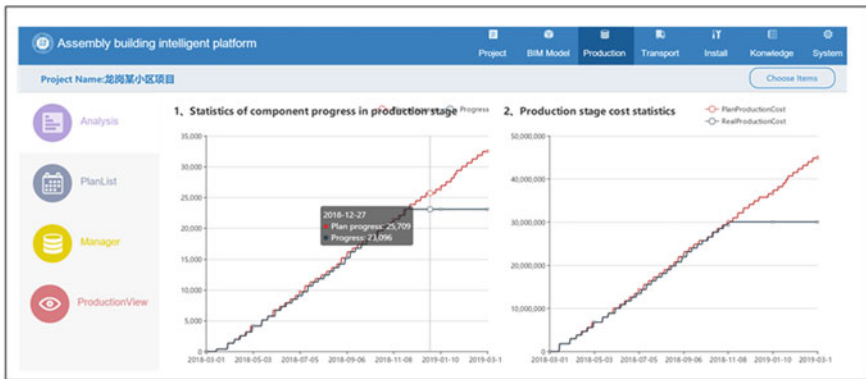 Assembly building intelligent platform
Project BIM Model Production Transport Install Konwledge System
Project Name:龙岗某小区项目
Choose Items
Analysis
PlanList
Manager
ProductionView
1、Statistics of component progress in production stage
Progress
35,000
30,000
25,000
20,000
15,000
10,000
5,000
0
2018-12-27
Plan progress: 25,709
Progress: 23,096
2018-03-01 2018-05-03 2018-07-05 2018-09-06 2018-11-08 2019-01-10 2019-03-1
2、Production stage cost statistics
PlanProductionCost
RealProductionCost
50,000,000
40,000,000
30,000,000
20,000,000
10,000,000
0
2018-03-01 2018-05-03 2018-07-05 2018-09-06 2018-11-08 2019-01-10 2019-03-1